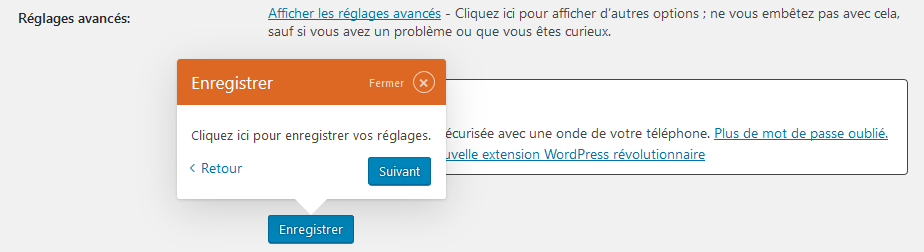 Réglages avancés:
Afficher les réglages avancés - Cliquez ici pour afficher d'autres options ; ne vous embêtez pas avec cela,
sauf si vous avez un problème ou que vous êtes curieux.
Enregistrer
Fermer
Cliquez ici pour enregistrer vos réglages.
avec une onde de votre téléphone. Plus de mot de passe oublié.
extension WordPress révolutionnaire
Retour
Suivant
Enregistrer